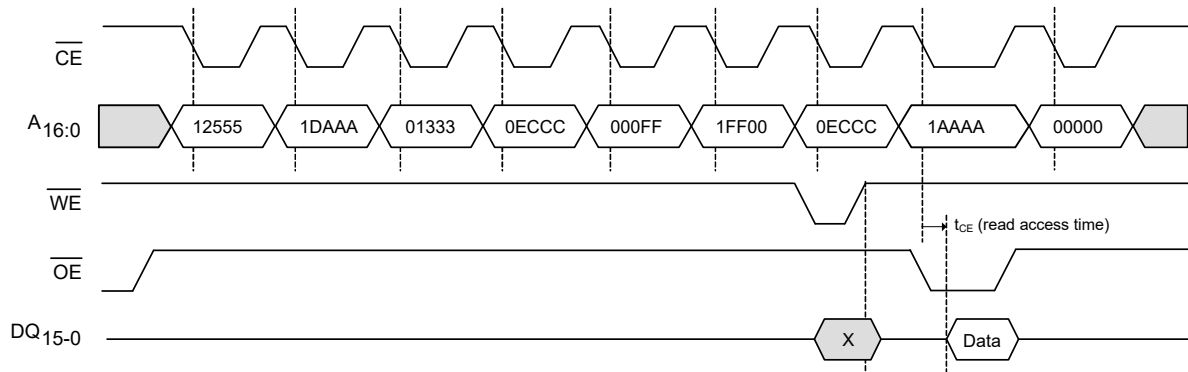 CE
A16:0 12555 1DAAA 01333 0ECCC 000FF 1FF00 0ECCC 1AAAA 00000
WE
tCE (read access time)
OE
DQ15-0 X Data